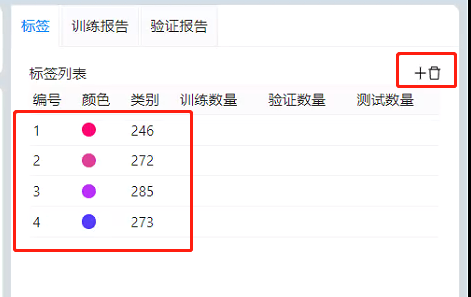 标签 训练报告 验证报告
标签列表
编号 颜色 类别 训练数量 验证数量 测试数量
1 246
2 272
3 285
4 273